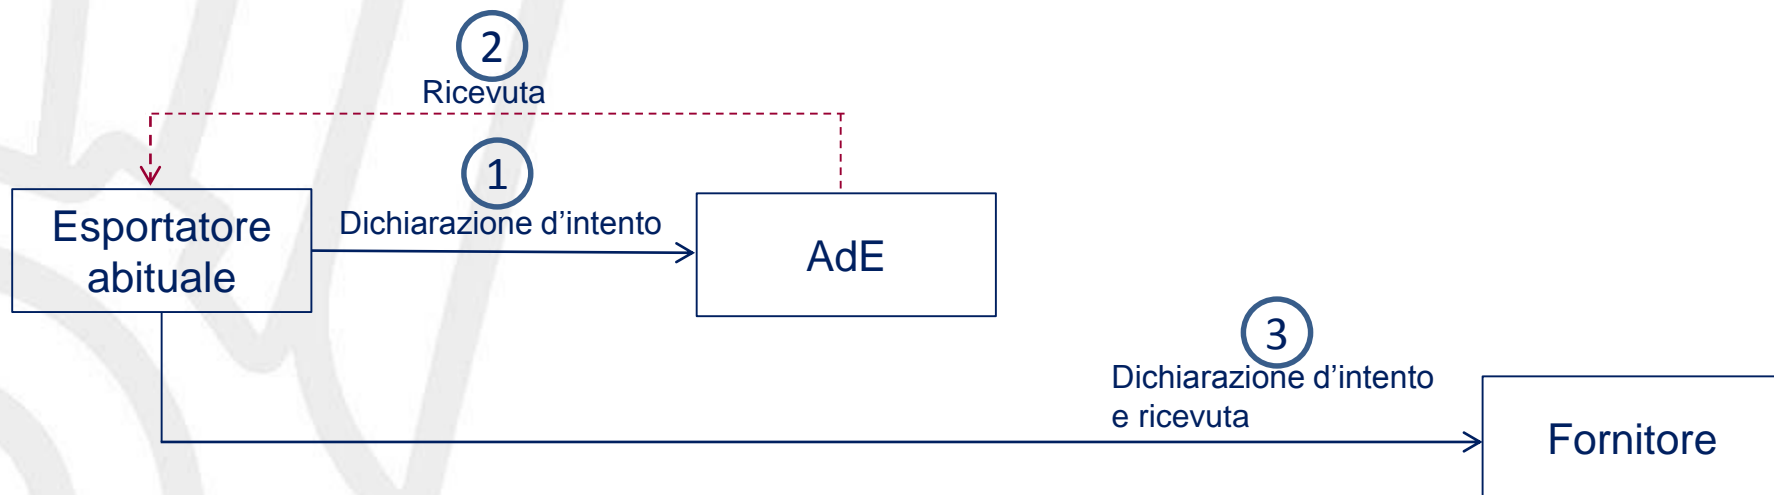 2
Ricevuta
1
Dichiarazione d’intento
Esportatore
abituale
AdE
3
Dichiarazione d’intento
e ricevuta
Fornitore